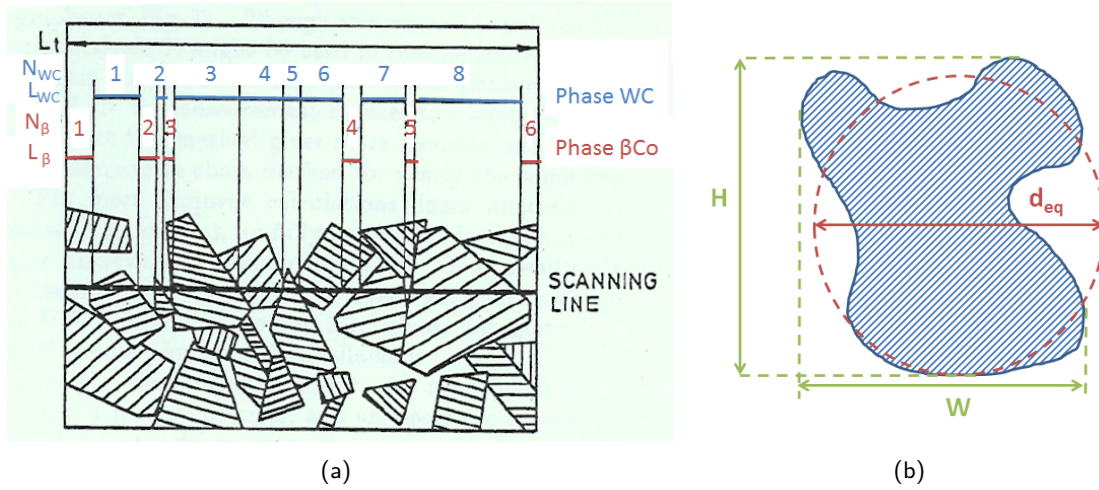 Lt
NWC 1 2 3 4 5 6 7 8
LWC Phase WC
Nβ 1 2 3 4 5 6
Lβ Phase βCo
SCANNING
LINE
H
deq
W
(a) (b)